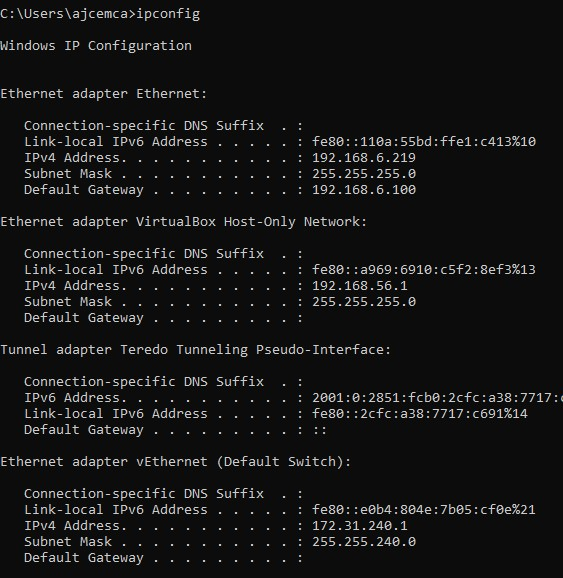 C:\Users\ajcemca>ipconfig
Windows IP Configuration
Ethernet adapter Ethernet:
Connection-specific DNS Suffix . :
Link-local IPv6 Address . . . . . : fe80::110a:55bd:ffe1:c413%10
IPv4 Address. . . . . . . . . . . : 192.168.6.219
Subnet Mask . . . . . . . . . . . : 255.255.255.0
Default Gateway . . . . . . . . . : 192.168.6.100
Ethernet adapter VirtualBox Host-Only Network:
Connection-specific DNS Suffix . :
Link-local IPv6 Address . . . . . : fe80::a969:6910:c5f2:8ef3%13
IPv4 Address. . . . . . . . . . . : 192.168.56.1
Subnet Mask . . . . . . . . . . . : 255.255.255.0
Default Gateway . . . . . . . . . :
Tunnel adapter Teredo Tunneling Pseudo-Interface:
Connection-specific DNS Suffix . :
IPv6 Address. . . . . . . . . . . : 2001:0:2851:fcb0:2cfc:a38:7717:
Link-local IPv6 Address . . . . . : fe80::2cfc:a38:7717:c691%14
Default Gateway . . . . . . . . . : ::
Ethernet adapter vEthernet (Default Switch):
Connection-specific DNS Suffix . :
Link-local IPv6 Address . . . . . : fe80::e0b4:804e:7b05:cf0e%21
IPv4 Address. . . . . . . . . . . : 172.31.240.1
Subnet Mask . . . . . . . . . . . : 255.255.240.0
Default Gateway . . . . . . . . . :